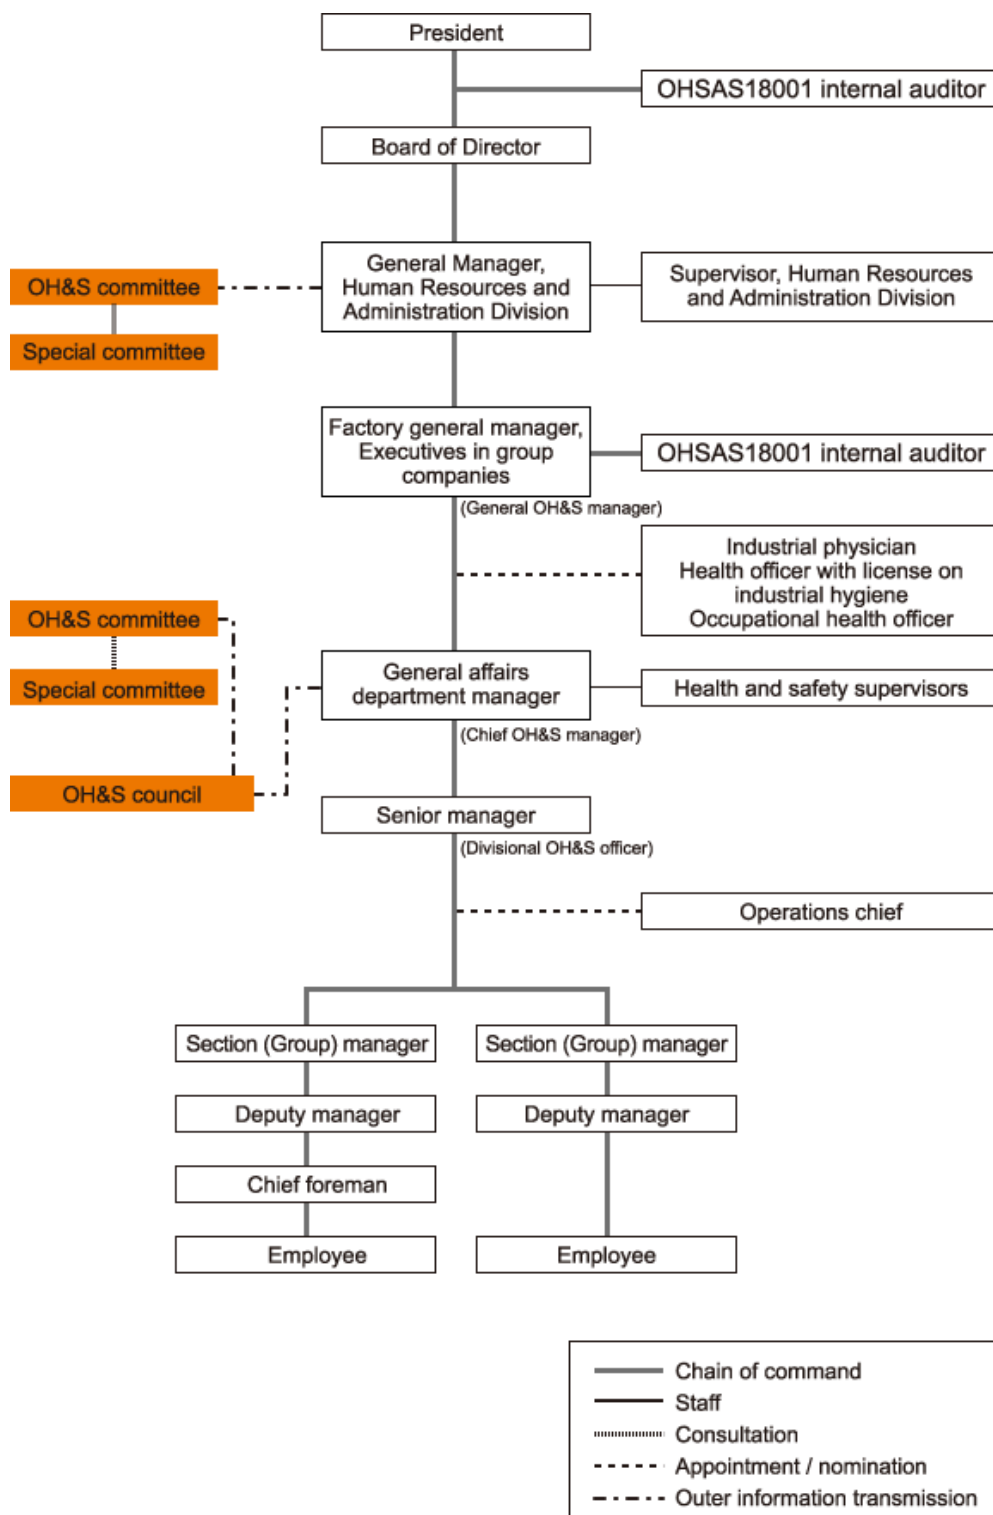 President
OHSAS18001 internal auditor
Board of Director
General Manager,
Human Resources and
Administration Division
OH&S committee
Supervisor, Human Resources
and Administration Division
Special committee
Factory general manager,
Executives in group
companies
OHSAS18001 internal auditor
(General OH&S manager)
Industrial physician
Health officer with license on
industrial hygiene
Occupational health officer
OH&S committee
Special committee
General affairs
department manager
Health and safety supervisors
(Chief OH&S manager)
OH&S council
Senior manager
(Divisional OH&S officer)
Operations chief
Section (Group) manager
Section (Group) manager
Deputy manager
Deputy manager
Chief foreman
Employee
Employee
Chain of command
Staff
Consultation
Appointment / nomination
Outer information transmission